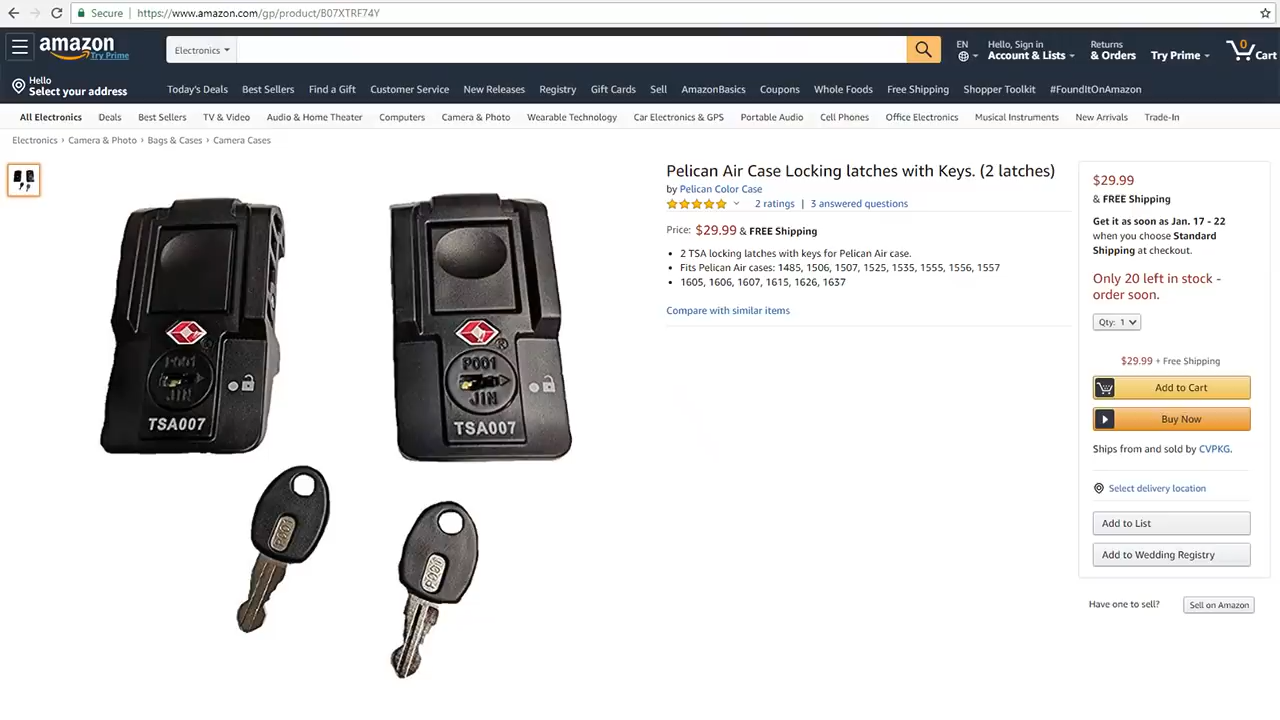 Secure
https://www.amazon.com/gp/product/B07XTRF74Y
amazon
Try Prime
Electronics
EN
Hello, Sign in
Account & Lists
Returns
& Orders
Try Prime
0
Cart
Hello
Select your address
Today's Deals
Best Sellers
Find a Gift
Customer Service
New Releases
Registry
Gift Cards
Sell
AmazonBasics
Coupons
Whole Foods
Free Shipping
Shopper Toolkit
#FoundItOnAmazon
All Electronics
Deals
Best Sellers
TV & Video
Audio & Home Theater
Computers
Camera & Photo
Wearable Technology
Car Electronics & GPS
Portable Audio
Cell Phones
Office Electronics
Musical Instruments
New Arrivals
Trade-In
Electronics › Camera & Photo › Bags & Cases › Camera Cases
Pelican Air Case Locking latches with Keys. (2 latches)
by Pelican Color Case
2 ratings | 3 answered questions
Price: $29.99 & FREE Shipping
• 2 TSA locking latches with keys for Pelican Air case.
• Fits Pelican Air cases: 1485, 1506, 1507, 1525, 1535, 1555, 1556, 1557
• 1605, 1606, 1607, 1615, 1626, 1637
Compare with similar items
$29.99
& FREE Shipping
Get it as soon as Jan. 17 - 22
when you choose Standard
Shipping at checkout.
Only 20 left in stock -
order soon.
Qty: 1
$29.99 + Free Shipping
Add to Cart
Buy Now
Ships from and sold by CVPKG.
Select delivery location
Add to List
Add to Wedding Registry
Have one to sell?
Sell on Amazon
P001
JIN
TSA007
®
P001
JIN
TSA007
®
P001
P001